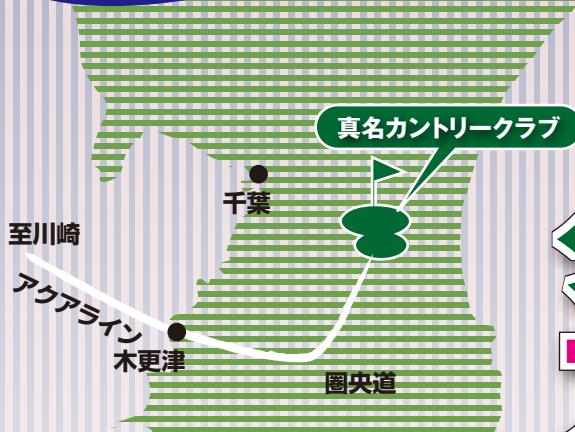 真名カントリークラブ
千葉
至川崎
アクアライン
木更津
圏央道